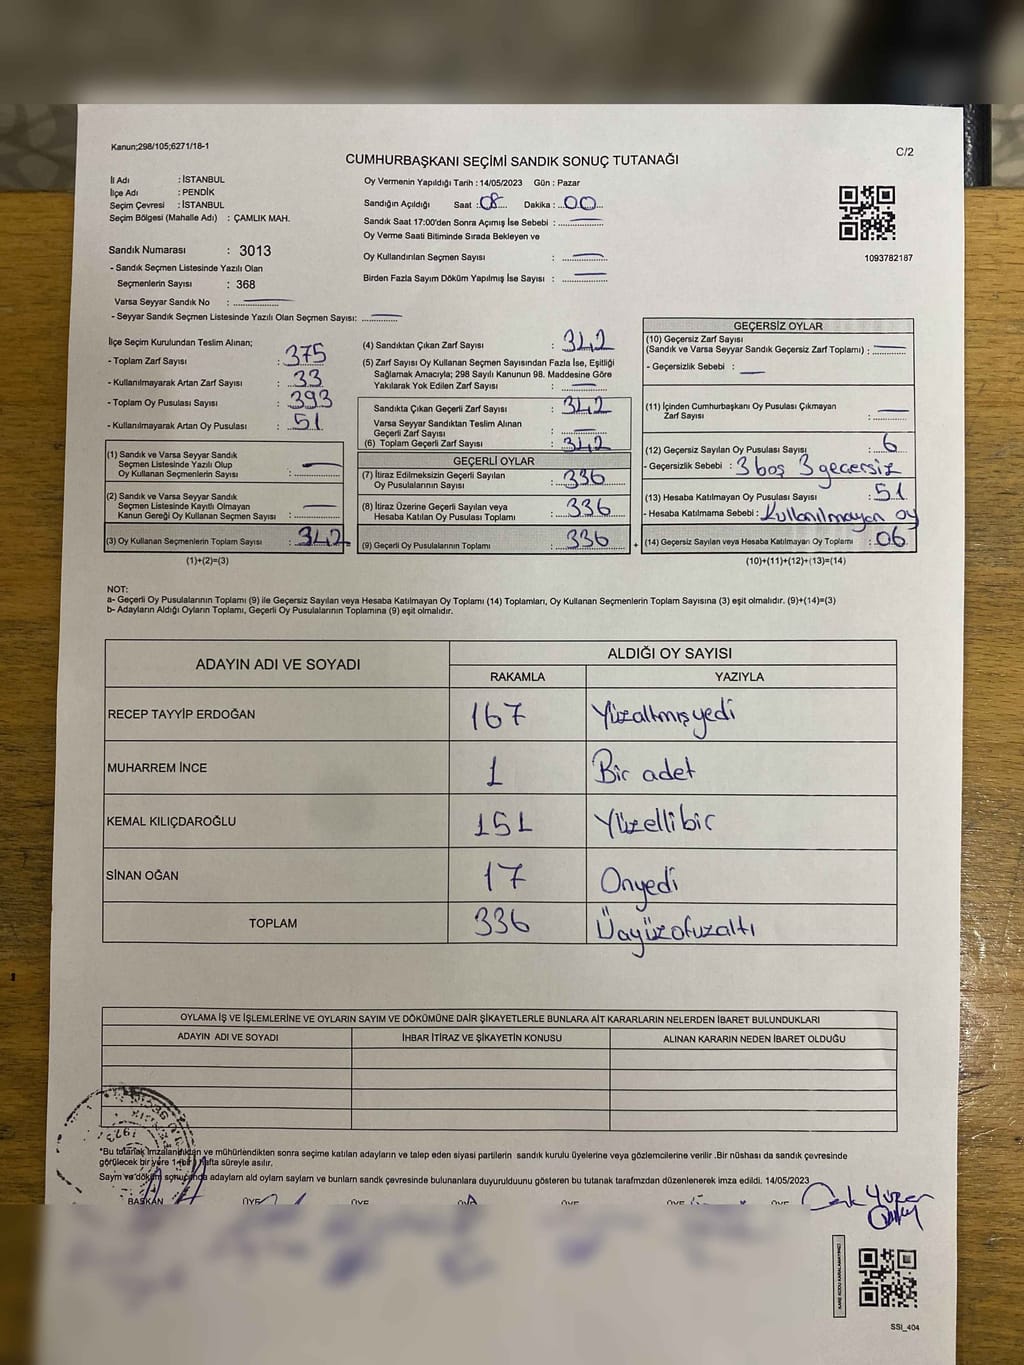 Kanun;298/105;6271/18-1
C/2
CUMHURBAŞKANI SEÇİMİ SANDIK SONUÇ TUTANAĞI
İl Adı : İSTANBUL
İlçe Adı : PENDİK
Seçim Çevresi : İSTANBUL
Seçim Bölgesi (Mahalle Adı) : ÇAMLIK MAH.
Sandık Numarası : 3013
- Sandık Seçmen Listesinde Yazılı Olan
Seçmenlerin Sayısı : 368
Varsa Seyyar Sandık No :
- Seyyar Sandık Seçmen Listesinde Yazılı Olan Seçmen Sayısı:
Oy Vermenin Yapıldığı Tarih : 14/05/2023 Gün : Pazar
Sandığın Açıldığı Saat : 08 Dakika : 00
Sandık Saat 17:00'den Sonra Açımış İse Sebebi :
Oy Verme Saati Bitiminde Sırada Bekleyen ve
Oy Kullandırılan Seçmen Sayısı :
Birden Fazla Sayım Döküm Yapılmış İse Sayısı :
1093782187
İlçe Seçim Kurulundan Teslim Alınan;
- Toplam Zarf Sayısı : 375
- Kullanılmayarak Artan Zarf Sayısı : 33
- Toplam Oy Pusulası Sayısı : 393
- Kullanılmayarak Artan Oy Pusulası : 51
(1) Sandık ve Varsa Seyyar Sandık
Seçmen Listesinde Yazılı Olup
Oy Kullanan Seçmenlerin Sayısı :
(2) Sandık ve Varsa Seyyar Sandık
Seçmen Listesinde Kayıtlı Olmayan
Kanun Gereği Oy Kullanan Seçmen Sayısı :
(3) Oy Kullanan Seçmenlerin Toplam Sayısı : 342
(1)+(2)=(3)
(4) Sandıktan Çıkan Zarf Sayısı : 342
(5) Zarf Sayısı Oy Kullanan Seçmen Sayısından Fazla İse, Eşitliği
Sağlamak Amacıyla; 298 Sayılı Kanunun 98. Maddesine Göre
Yakılarak Yok Edilen Zarf Sayısı :
Sandıkta Çıkan Geçerli Zarf Sayısı : 342
Varsa Seyyar Sandıktan Teslim Alınan
Geçerli Zarf Sayısı :
(6) Toplam Geçerli Zarf Sayısı : 342
GEÇERLİ OYLAR
(7) İtiraz Edilmeksizin Geçerli Sayılan
Oy Pusulalarının Sayısı : 336
(8) İtiraz Üzerine Geçerli Sayılan veya
Hesaba Katılan Oy Pusulalarının Sayısı : 336
(9) Geçerli Oy Pusulalarının Toplamı : 336 +
GEÇERSİZ OYLAR
(10) Geçersiz Zarf Sayısı
(Sandık ve Varsa Seyyar Sandık Geçersiz Zarf Toplamı) :
- Geçersizlik Sebebi :
(11) İçinden Cumhurbaşkanı Oy Pusulası Çıkmayan
Zarf Sayısı :
(12) Geçersiz Sayılan Oy Pusulası Sayısı : 6
- Geçersizlik Sebebi : 3 boş 3 geçersiz
(13) Hesaba Katılmayan Oy Pusulası Sayısı : 51
- Hesaba Katılmama Sebebi : Kullanılmayan oy
(14) Geçersiz Sayılan veya Hesaba Katılmayan Oy Toplamı : 06
(10)+(11)+(12)+(13)=(14)
NOT:
a- Geçerli Oy Pusulalarının Toplamı (9) ile Geçersiz Sayılan veya Hesaba Katılmayan Oy Toplamı (14) Toplamları, Oy Kullanan Seçmenlerin Toplam Sayısına (3) eşit olmalıdır. (9)+(14)=(3)
b- Adayların Aldığı Oyların Toplamı, Geçerli Oy Pusulalarının Toplamına (9) eşit olmalıdır.
ADAYIN ADI VE SOYADI
ALDIĞI OY SAYISI
RAKAMLA YAZIYLA
RECEP TAYYİP ERDOĞAN 167 Yüzaltmışyedi
MUHARREM İNCE 1 Bir adet
KEMAL KILIÇDAROĞLU 151 Yüzellibir
SİNAN OĞAN 17 Onyedi
TOPLAM 336 Üayüzofuzaltı
OYLAMA İŞ VE İŞLEMLERİNE VE OYLARIN SAYIM VE DÖKÜMÜNE DAİR ŞİKAYETLERLE BUNLARA AİT KARARLARIN NELERDEN İBARET BULUNDUKLARI
ADAYIN ADI VE SOYADI İHBAR İTİRAZ VE ŞİKAYETİN KONUSU ALINAN KARARIN NEDEN İBARET OLDUĞU
*Bu tutanak imzalandıktan ve mühürlendikten sonra seçime katılan adayların ve talep eden siyasi partilerin sandık kurulu üyelerine veya gözlemcilerine verilir .Bir nüshası da sandık çevresinde
görülecek bir yere 1 (bir) hafta süreyle asılır.
Sayım ve döküm sonucunda adayların ald oyların sayların ve bunların sandık çevresinde bulunanlara duyurulduunu gösteren bu tutanak tarafmzdan düzenlenerek imza edildi. 14/05/2023
BAŞKAN ÜYE ÜYE ÜYE ÜYE ÜYE
SSI_404